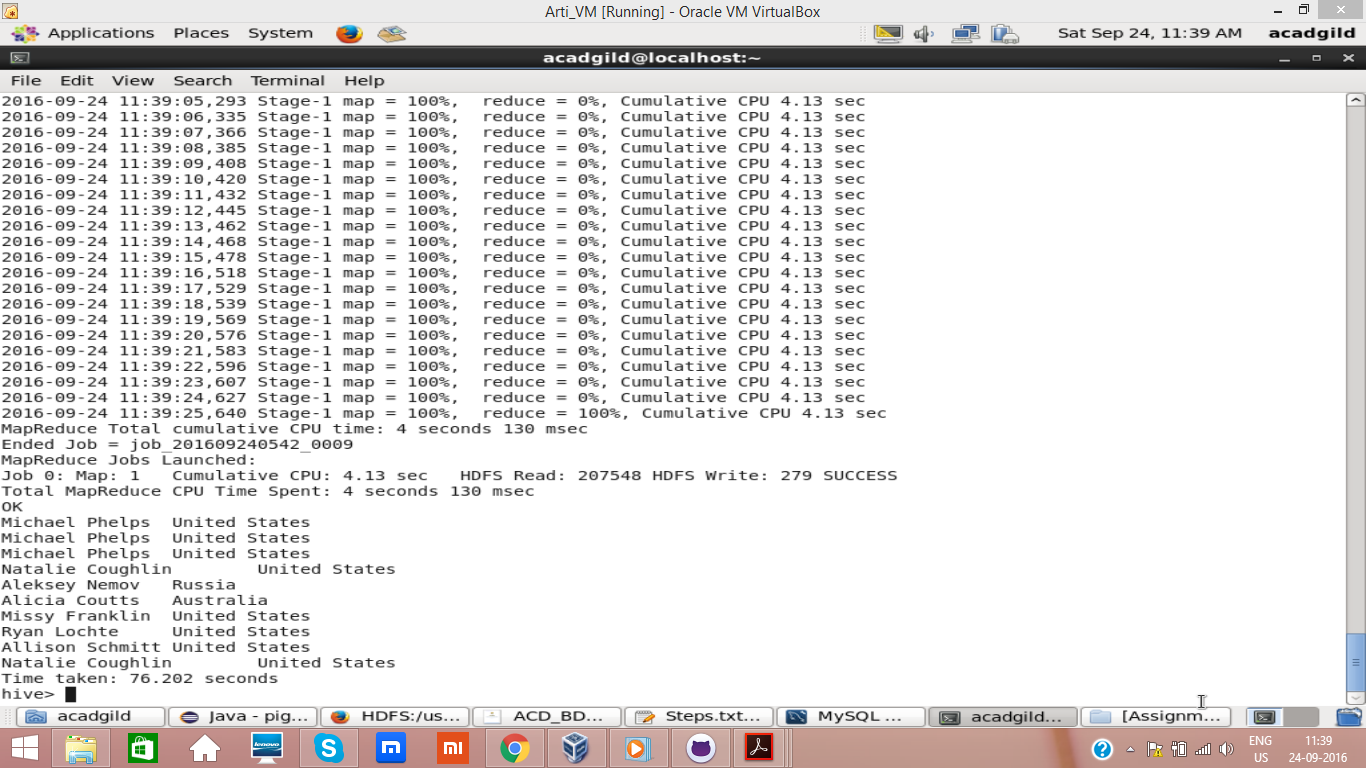 Arti_VM [Running] - Oracle VM VirtualBox
Applications Places System Sat Sep 24, 11:39 AM acadgild
acadgild@localhost:~
File Edit View Search Terminal Help
2016-09-24 11:39:05,293 Stage-1 map = 100%,  reduce = 0%, Cumulative CPU 4.13 sec
2016-09-24 11:39:06,335 Stage-1 map = 100%,  reduce = 0%, Cumulative CPU 4.13 sec
2016-09-24 11:39:07,366 Stage-1 map = 100%,  reduce = 0%, Cumulative CPU 4.13 sec
2016-09-24 11:39:08,385 Stage-1 map = 100%,  reduce = 0%, Cumulative CPU 4.13 sec
2016-09-24 11:39:09,408 Stage-1 map = 100%,  reduce = 0%, Cumulative CPU 4.13 sec
2016-09-24 11:39:10,420 Stage-1 map = 100%,  reduce = 0%, Cumulative CPU 4.13 sec
2016-09-24 11:39:11,432 Stage-1 map = 100%,  reduce = 0%, Cumulative CPU 4.13 sec
2016-09-24 11:39:12,445 Stage-1 map = 100%,  reduce = 0%, Cumulative CPU 4.13 sec
2016-09-24 11:39:13,462 Stage-1 map = 100%,  reduce = 0%, Cumulative CPU 4.13 sec
2016-09-24 11:39:14,468 Stage-1 map = 100%,  reduce = 0%, Cumulative CPU 4.13 sec
2016-09-24 11:39:15,478 Stage-1 map = 100%,  reduce = 0%, Cumulative CPU 4.13 sec
2016-09-24 11:39:16,518 Stage-1 map = 100%,  reduce = 0%, Cumulative CPU 4.13 sec
2016-09-24 11:39:17,529 Stage-1 map = 100%,  reduce = 0%, Cumulative CPU 4.13 sec
2016-09-24 11:39:18,539 Stage-1 map = 100%,  reduce = 0%, Cumulative CPU 4.13 sec
2016-09-24 11:39:19,569 Stage-1 map = 100%,  reduce = 0%, Cumulative CPU 4.13 sec
2016-09-24 11:39:20,576 Stage-1 map = 100%,  reduce = 0%, Cumulative CPU 4.13 sec
2016-09-24 11:39:21,583 Stage-1 map = 100%,  reduce = 0%, Cumulative CPU 4.13 sec
2016-09-24 11:39:22,596 Stage-1 map = 100%,  reduce = 0%, Cumulative CPU 4.13 sec
2016-09-24 11:39:23,607 Stage-1 map = 100%,  reduce = 0%, Cumulative CPU 4.13 sec
2016-09-24 11:39:24,627 Stage-1 map = 100%,  reduce = 0%, Cumulative CPU 4.13 sec
2016-09-24 11:39:25,640 Stage-1 map = 100%,  reduce = 100%, Cumulative CPU 4.13 sec
MapReduce Total cumulative CPU time: 4 seconds 130 msec
Ended Job = job_201609240542_0009
MapReduce Jobs Launched:
Job 0: Map: 1   Cumulative CPU: 4.13 sec   HDFS Read: 207548 HDFS Write: 279 SUCCESS
Total MapReduce CPU Time Spent: 4 seconds 130 msec
OK
Michael Phelps  United States
Michael Phelps  United States
Michael Phelps  United States
Natalie Coughlin        United States
Aleksey Nemov   Russia
Alicia Coutts   Australia
Missy Franklin  United States
Ryan Lochte     United States
Allison Schmitt United States
Natalie Coughlin        United States
Time taken: 76.202 seconds
hive>
acadgild Java - pig... HDFS:/us... ACD_BD... Steps.txt... MySQL ... acadgild... [Assignm...
lenovo S m mi ENG 11:39
US 24-09-2016